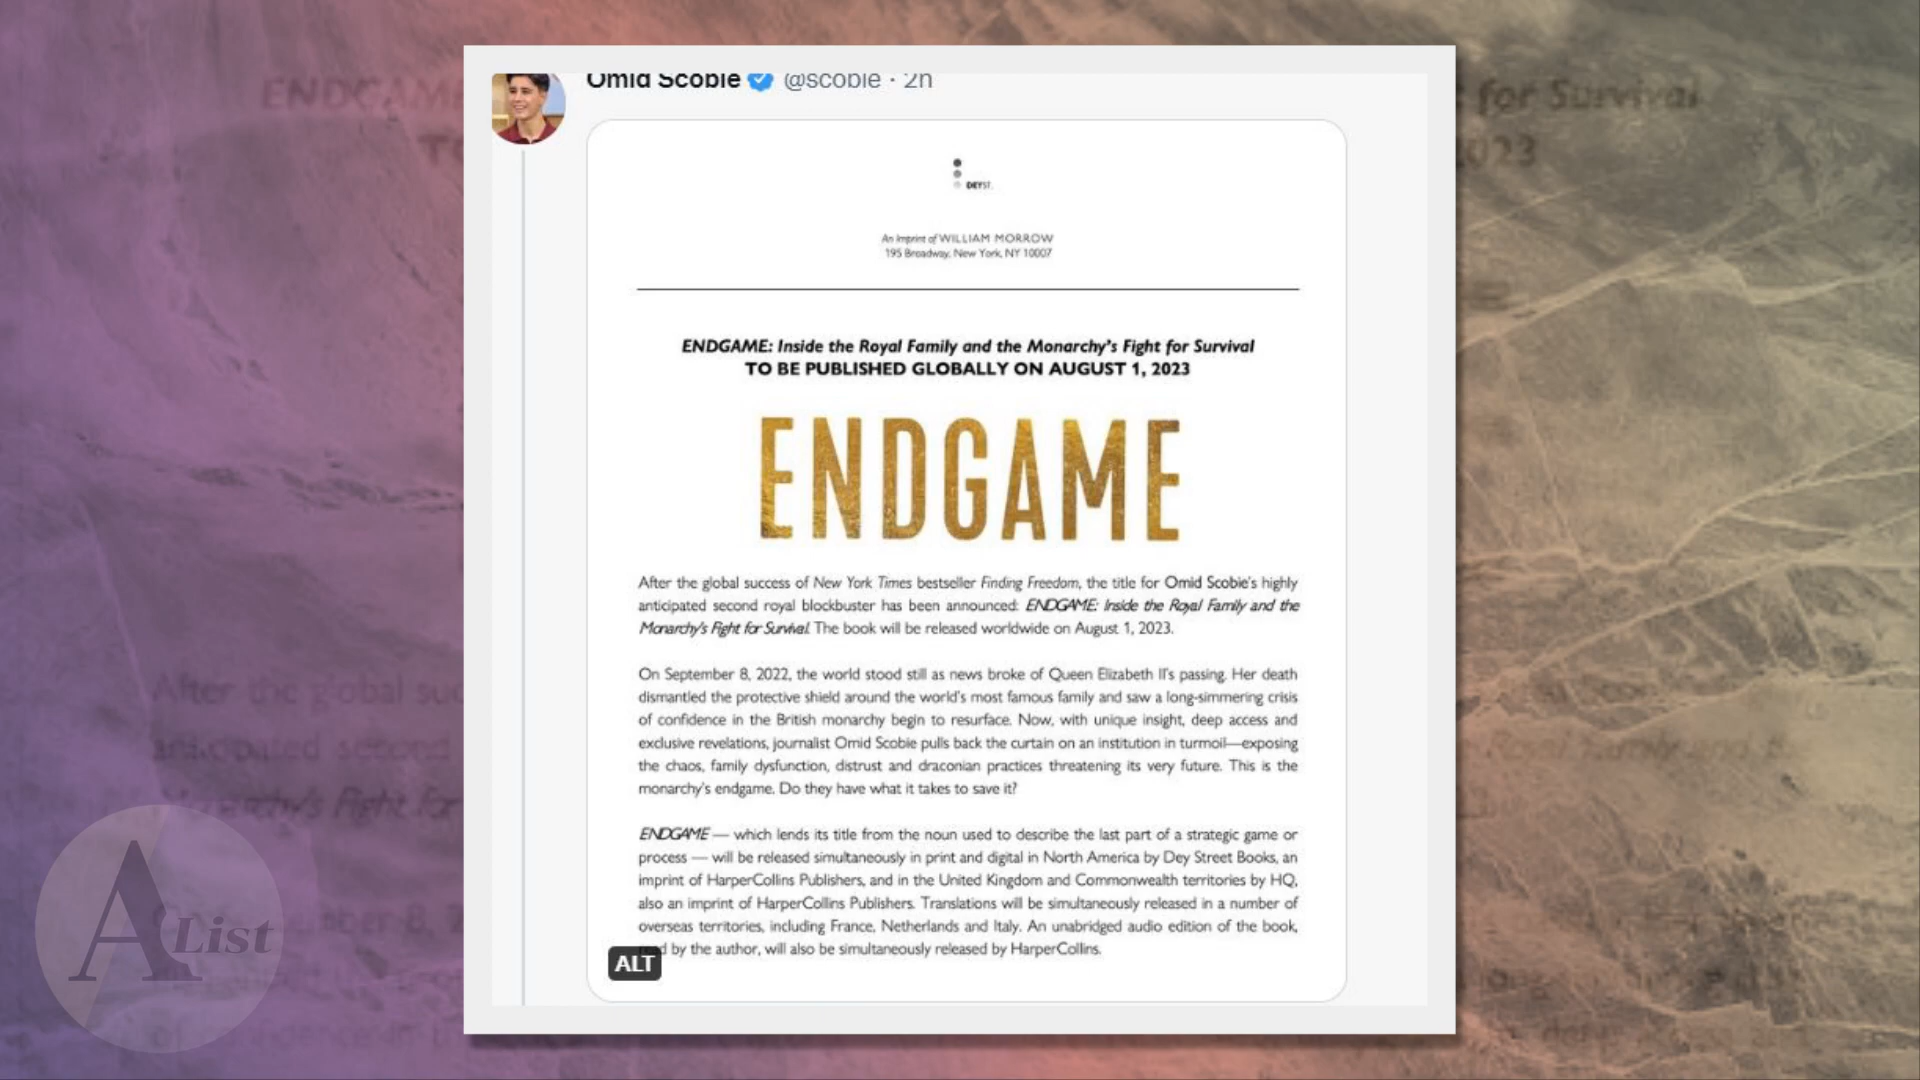 Omid Scobie @scobie · 2h
DEYST.
An Imprint of WILLIAM MORROW
195 Broadway, New York, NY 10007
ENDGAME: Inside the Royal Family and the Monarchy's Fight for Survival
TO BE PUBLISHED GLOBALLY ON AUGUST 1, 2023
ENDGAME
After the global success of New York Times bestseller Finding Freedom, the title for Omid Scobie's highly
anticipated second royal blockbuster has been announced: ENDGAME: Inside the Royal Family and the
Monarchy's Fight for Survival. The book will be released worldwide on August 1, 2023.
On September 8, 2022, the world stood still as news broke of Queen Elizabeth II's passing. Her death
dismantled the protective shield around the world's most famous family and saw a long-simmering crisis
of confidence in the British monarchy begin to resurface. Now, with unique insight, deep access and
exclusive revelations, journalist Omid Scobie pulls back the curtain on an institution in turmoil—exposing
the chaos, family dysfunction, distrust and draconian practices threatening its very future. This is the
monarchy's endgame. Do they have what it takes to save it?
ENDGAME — which lends its title from the noun used to describe the last part of a strategic game or
process — will be released simultaneously in print and digital in North America by Dey Street Books, an
imprint of HarperCollins Publishers, and in the United Kingdom and Commonwealth territories by HQ,
also an imprint of HarperCollins Publishers. Translations will be simultaneously released in a number of
overseas territories, including France, Netherlands and Italy. An unabridged audio edition of the book,
read by the author, will also be simultaneously released by HarperCollins.
ALT
A List